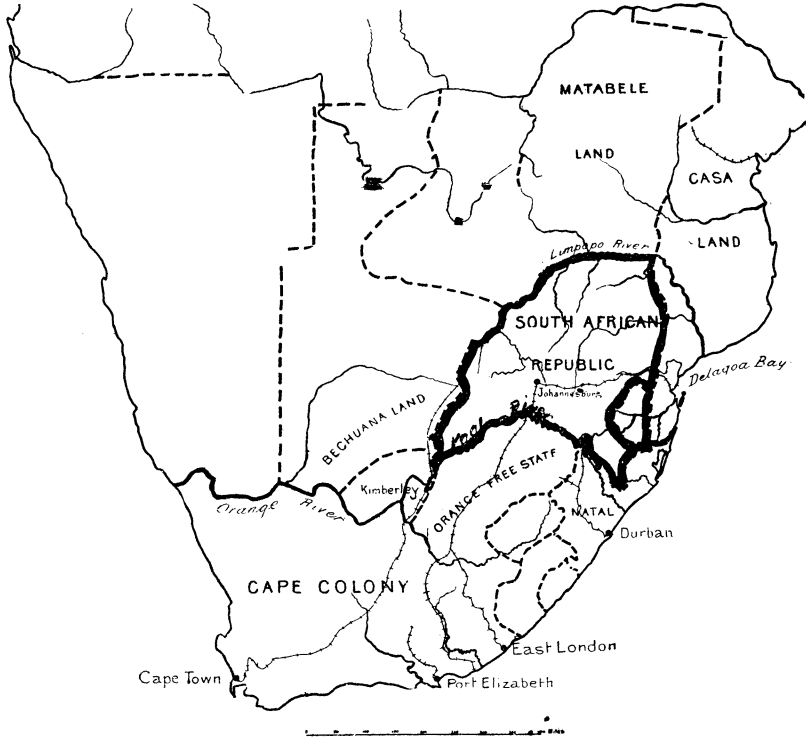 MATABELE
LAND
CASA
LAND
Limpopo River
SOUTH AFRICAN
REPUBLIC
Delagoa Bay.
Johannesburg
Vaal River
BECHUANA LAND
Kimberley
ORANGE FREE STATE
NATAL
Orange River
Durban
CAPE COLONY
East London
Cape Town
Port Elizabeth